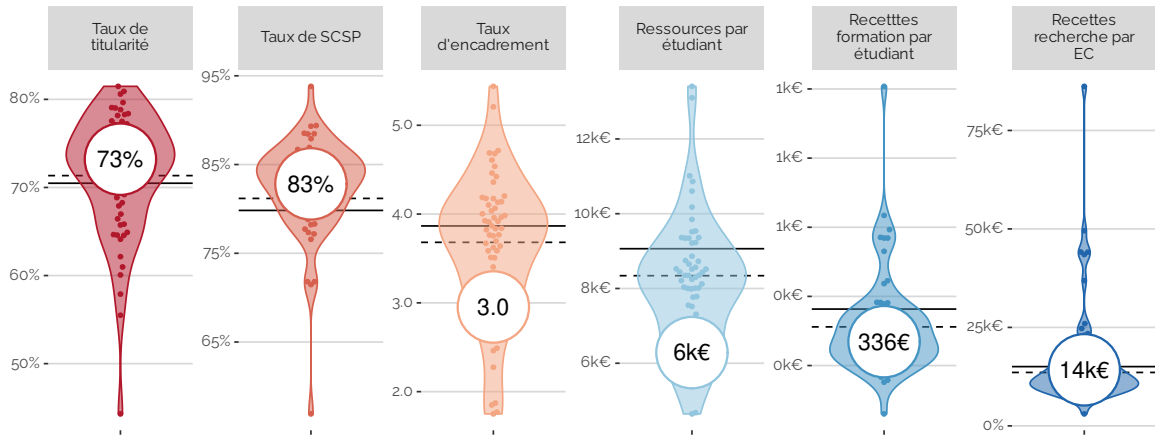 Taux de
titularité
80%
73%
70%
60%
50%
Taux de SCSP
95%
85%
83%
75%
65%
Taux
d'encadrement
5.0
4.0
3.0
3.0
2.0
Ressources par
étudiant
12k€
10k€
8k€
6k€
6k€
Recetttes
formation par
étudiant
1k€
1k€
1k€
0k€
336€
0k€
Recettes
recherche par
EC
75k€
50k€
25k€
14k€
0%